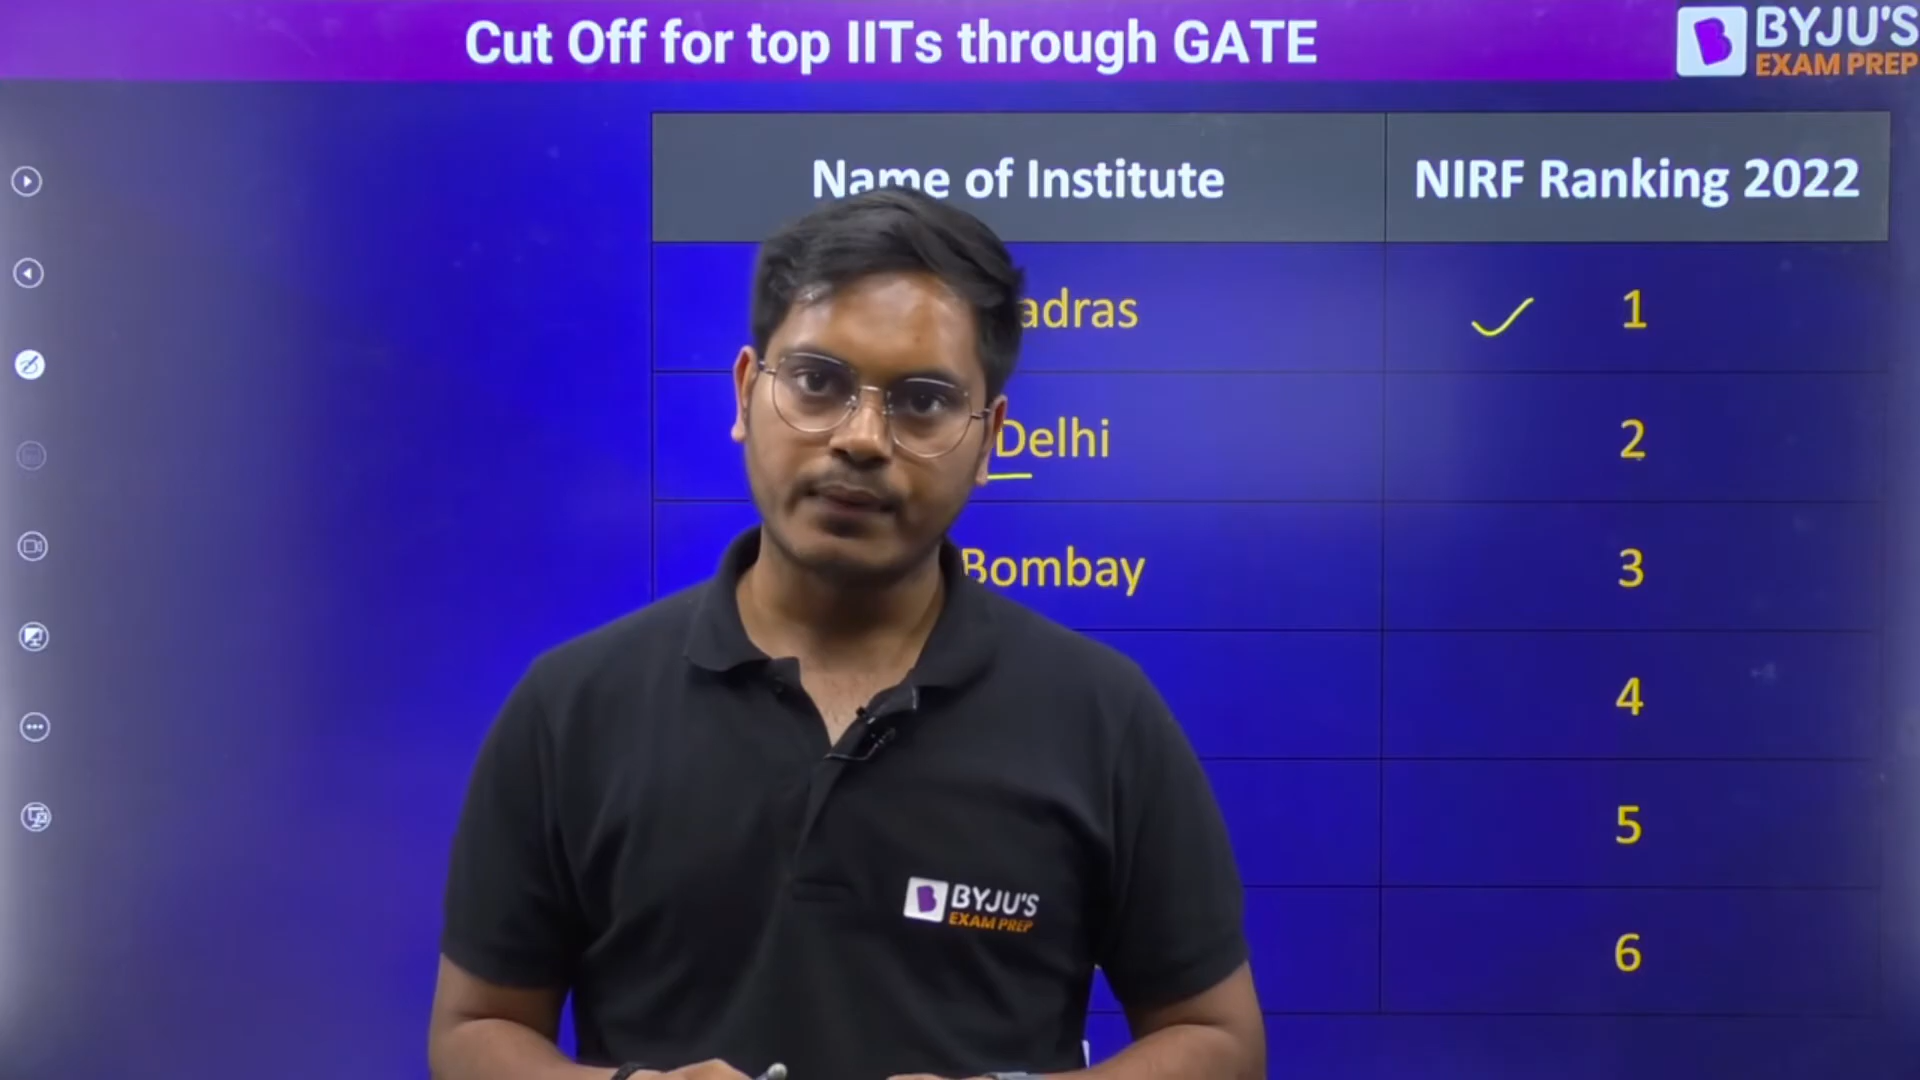 Cut Off for top IITs through GATE
BYJU'S
EXAM PREP
Name of Institute
NIRF Ranking 2022
adras
1
Delhi
2
Bombay
3
4
5
6
BYJU'S
EXAM PREP